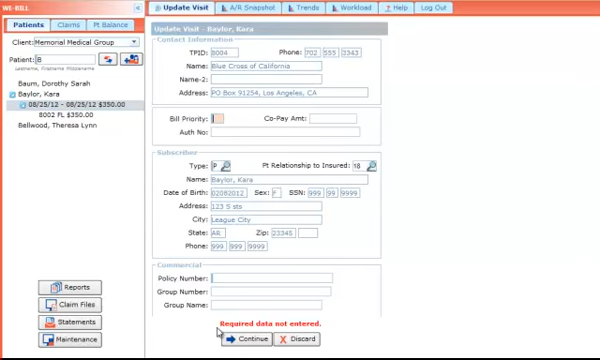 WE-BILL
Update Visit A/R Snapshot Trends Workload Help Log Out
Patients Claims Pt Balance
Client: Memorial Medical Group
Patient: B
Lastname, Firstname Middlename
Baum, Dorothy Sarah
Baylor, Kara
08/25/12 - 08/25/12 $350.00
8002 FL $350.00
Bellwood, Theresa Lynn
Reports
Claim Files
Statements
Maintenance
Update Visit - Baylor, Kara
Contact Information
TPID: 8004 Phone: 702 555 3343
Name: Blue Cross of California
Name-2:
Address: PO Box 91254, Los Angeles, CA
Bill Priority: Co-Pay Amt:
Auth No:
Subscriber
Type: P Pt Relationship to Insured: 18
Name: Baylor, Kara
Date of Birth: 02082012 Sex: F SSN: 999 99 9999
Address: 123 S sts
City: League City
State: AR Zip: 23345
Phone: 999 999 9999
Commercial
Policy Number:
Group Number:
Group Name:
Required data not entered.
Continue Discard